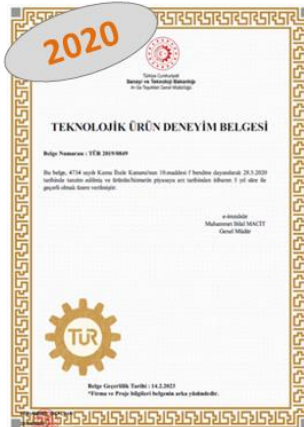 2020
Türkiye Cumhuriyeti
Sanayi ve Teknoloji Bakanlığı
Ar-Ge Teşvikleri Genel Müdürlüğü
TEKNOLOJİK ÜRÜN DENEYİM BELGESİ
Belge Numarası : TÜR 2019/0049
Bu belge, 4734 sayılı Kamu İhale Kanunu'nun 10.maddesi f bendine dayanılarak 20.5.2020
tarihinde tanzim edilmiş ve ürünün/hizmetin piyasaya arz tarihinden itibaren 5 yıl süre ile
geçerli olmak üzere verilmiştir.
e-imzalıdır
Muhammet Bilal MACİT
Genel Müdür
TÜR
Belge Geçerlilik Tarihi : 14.2.2023
*Firma ve Proje bilgileri belgenin arka yüzündedir.